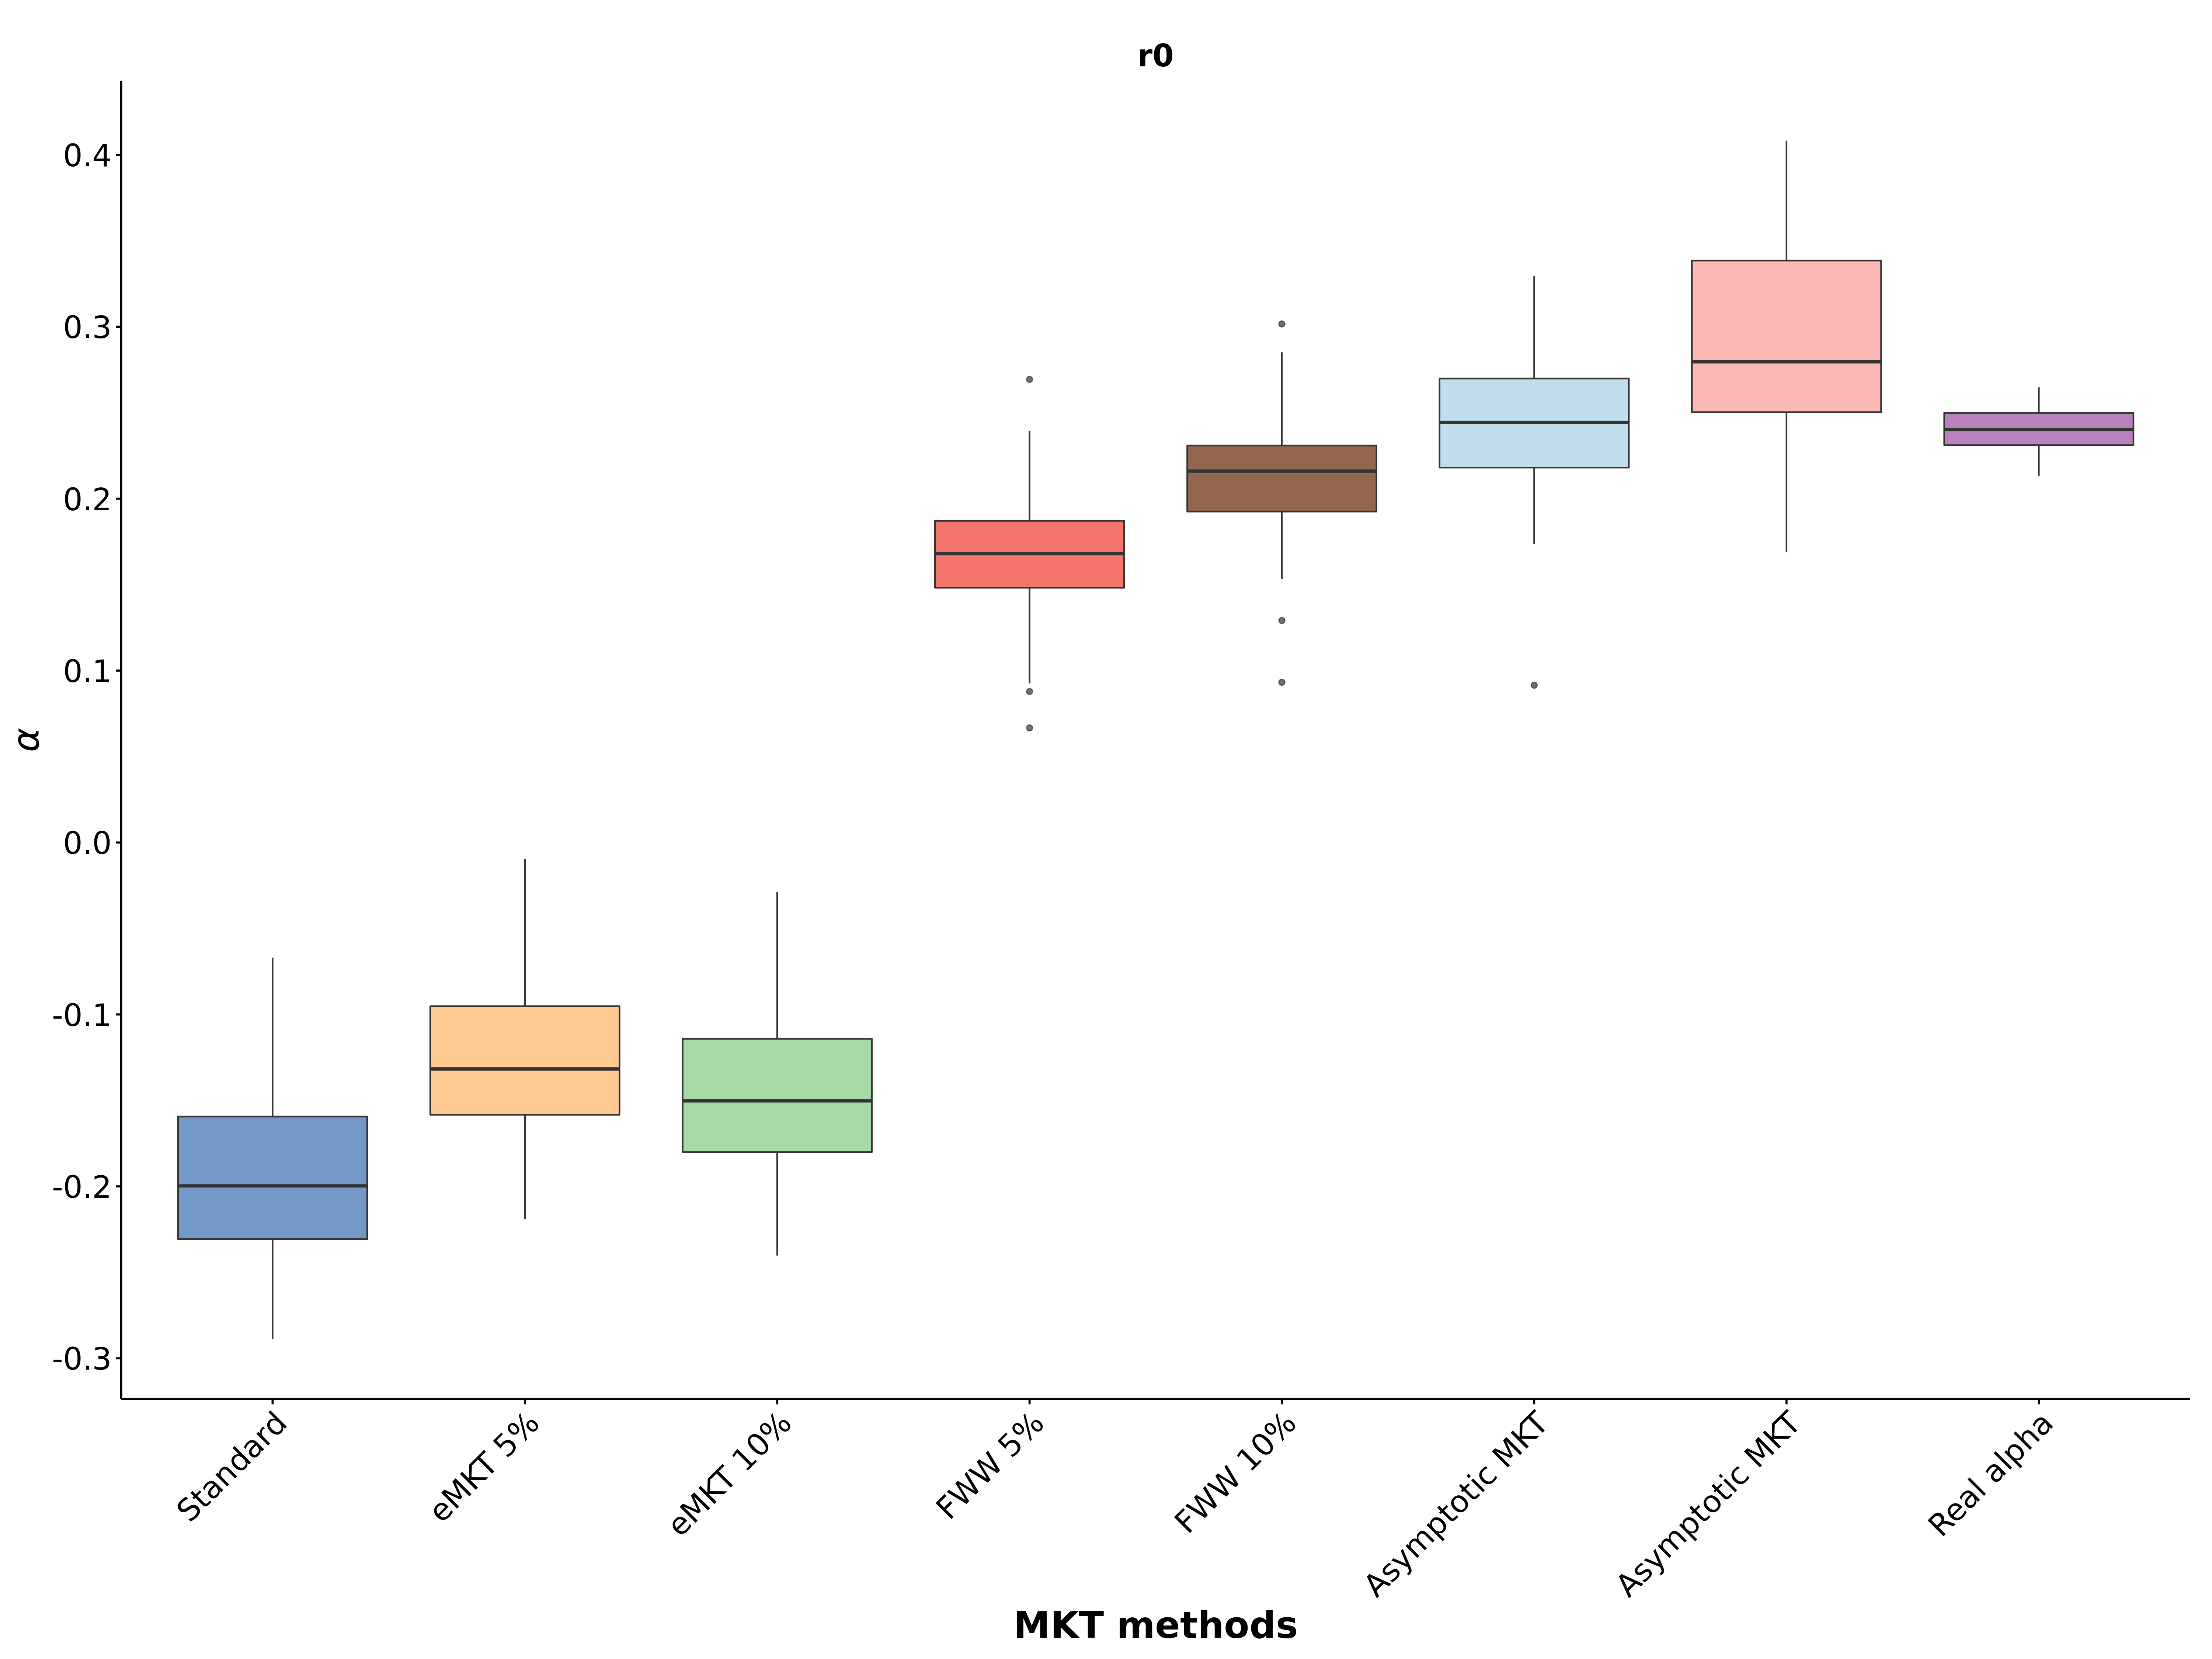 r0
0.4
0.3
0.2
0.1
0.0
-0.1
-0.2
-0.3
α
Standard
eMKT 5%
eMKT 10%
FWW 5%
FWW 10%
Asymptotic MKT
Asymptotic MKT
Real alpha
MKT methods